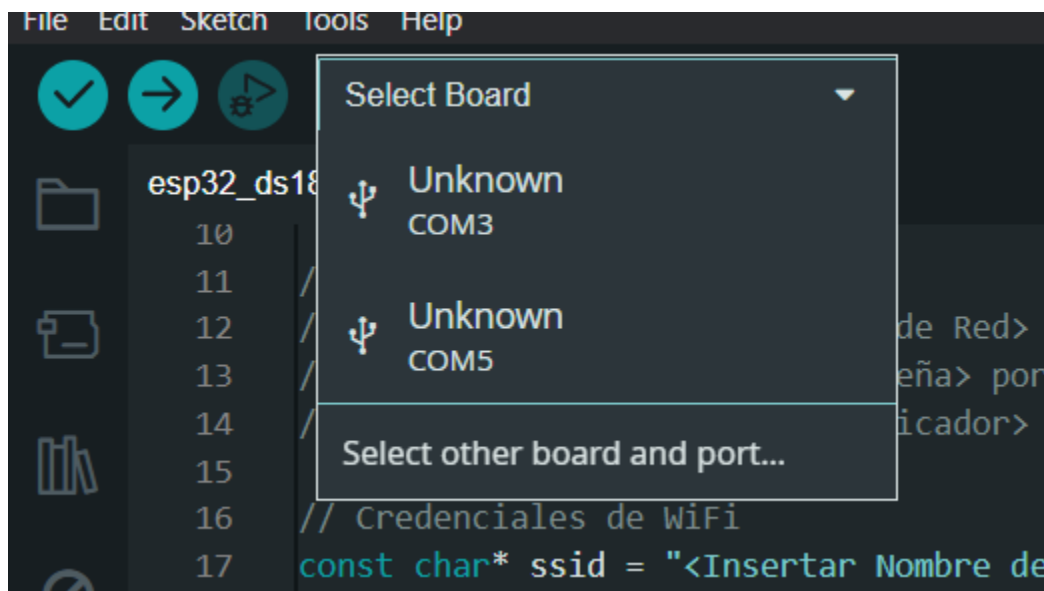 File Edit Sketch Tools Help
Select Board
esp32_ds18
Unknown
COM3
Unknown
COM5
Select other board and port...
10
11 /
12 / de Red>
13 / eña> por
14 / icador>
15
16 // Credenciales de WiFi
17 const char* ssid = "<Insertar Nombre de